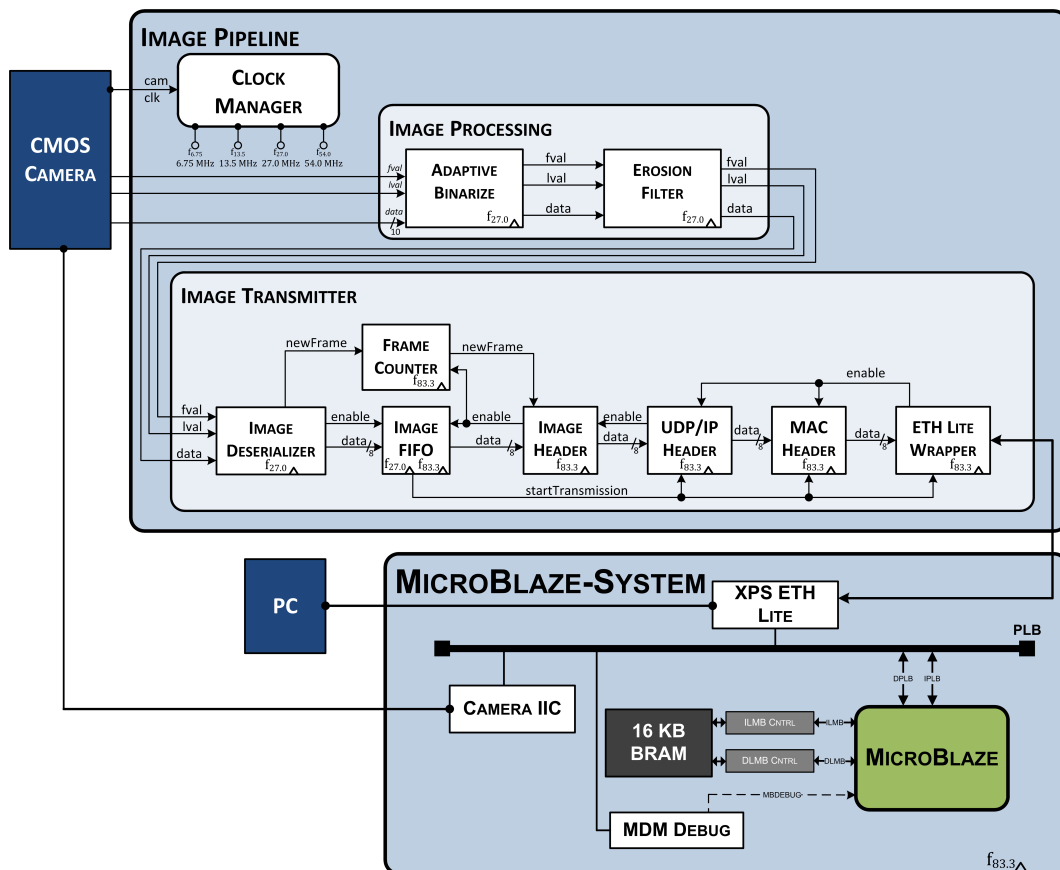 IMAGE PIPELINE
cam
clk
CLOCK
MANAGER
f6.75
f13.5
f27.0
f54.0
6.75 MHz
13.5 MHz
27.0 MHz
54.0 MHz
CMOS
CAMERA
IMAGE PROCESSING
fval
lval
data
10
ADAPTIVE
BINARIZE
f27.0
fval
lval
data
EROSION
FILTER
f27.0
fval
lval
data
IMAGE TRANSMITTER
newFrame
FRAME
COUNTER
f83.3
newFrame
enable
fval
lval
data
IMAGE
DESERIALIZER
f27.0
enable
data
8
IMAGE
FIFO
f27.0
f83.3
enable
data
8
IMAGE
HEADER
f83.3
enable
data
8
UDP/IP
HEADER
f83.3
data
8
MAC
HEADER
f83.3
data
8
ETH LITE
WRAPPER
f83.3
startTransmission
PC
MICROBLAZE-SYSTEM
XPS ETH
LITE
PLB
DPLB
IPLB
CAMERA IIC
16 KB
BRAM
ILMB CNTRL
ILMB
DLMB CNTRL
DLMB
MICROBLAZE
MBDEBUG
MDM DEBUG
f83.3